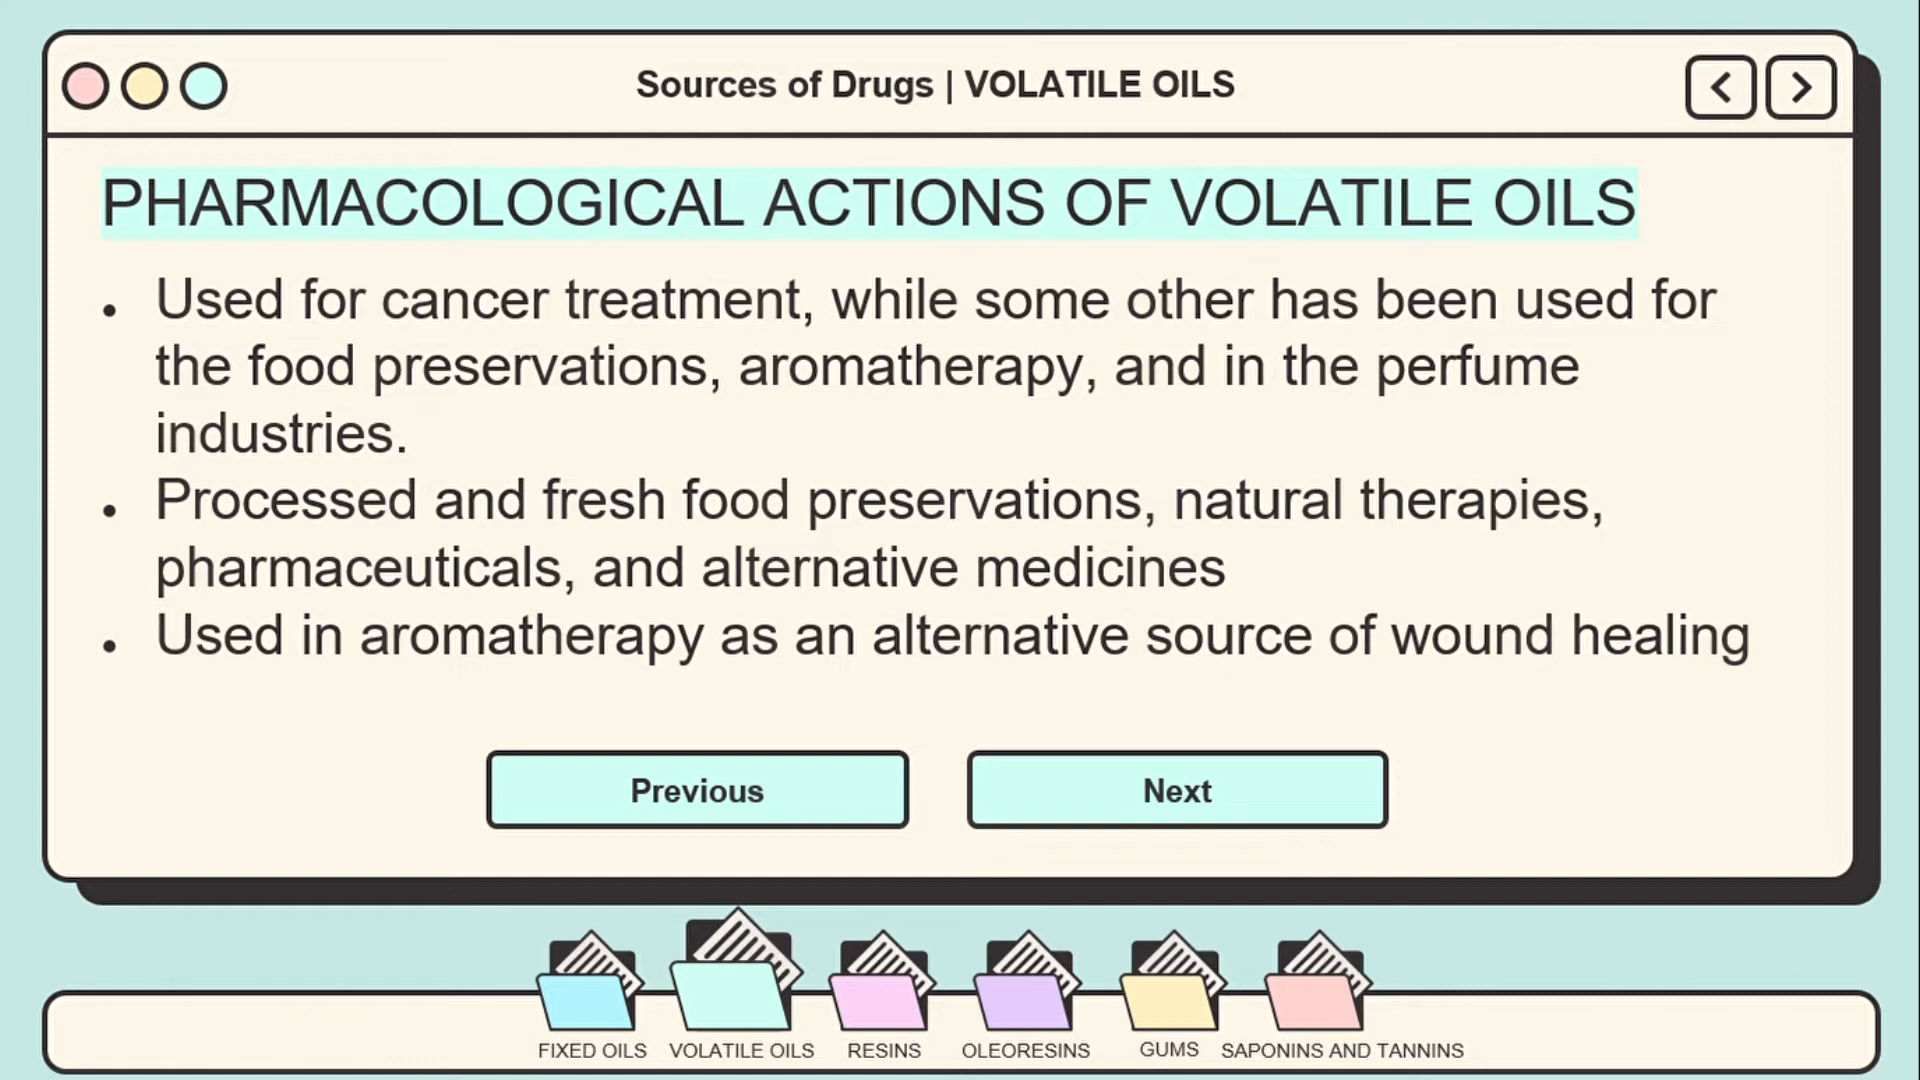 Sources of Drugs | VOLATILE OILS
PHARMACOLOGICAL ACTIONS OF VOLATILE OILS
• Used for cancer treatment, while some other has been used for
the food preservations, aromatherapy, and in the perfume
industries.
• Processed and fresh food preservations, natural therapies,
pharmaceuticals, and alternative medicines
• Used in aromatherapy as an alternative source of wound healing
Previous
Next
FIXED OILS
VOLATILE OILS
RESINS
OLEORESINS
GUMS
SAPONINS AND TANNINS